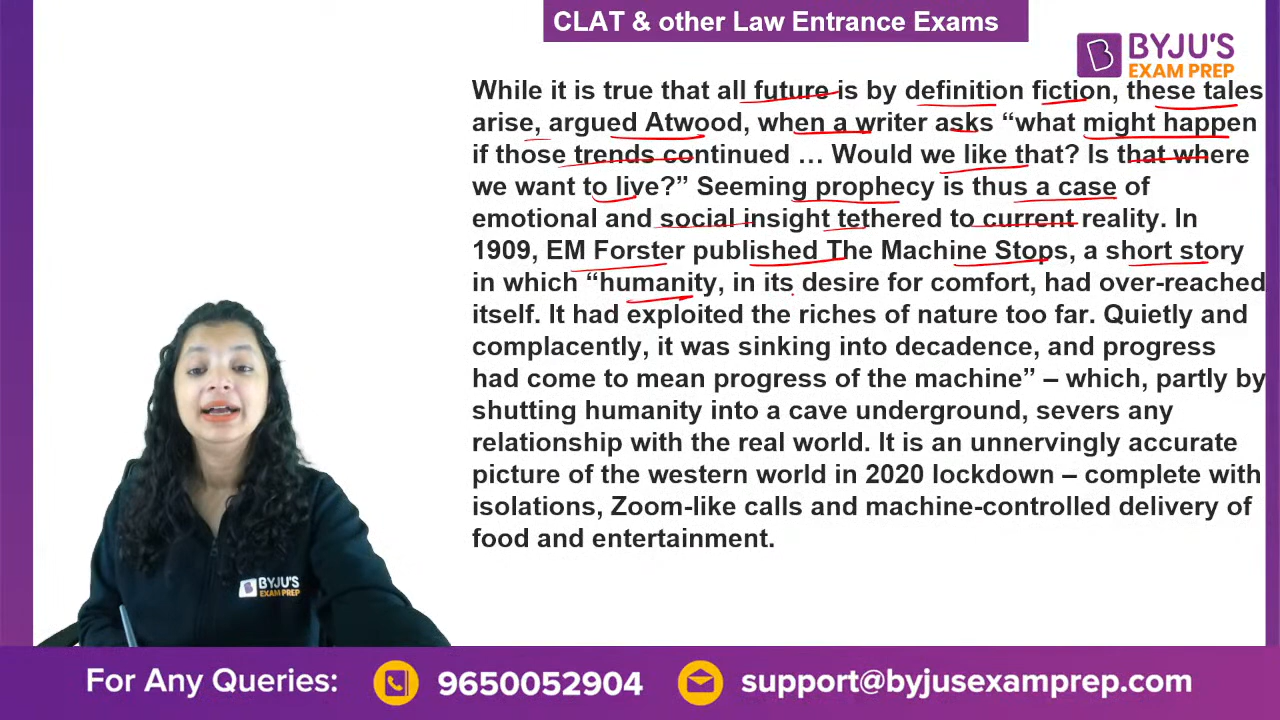 CLAT & other Law Entrance Exams
BYJU'S
EXAM PREP
While it is true that all future is by definition fiction, these tales
arise, argued Atwood, when a writer asks “what might happen
if those trends continued … Would we like that? Is that where
we want to live?” Seeming prophecy is thus a case of
emotional and social insight tethered to current reality. In
1909, EM Forster published The Machine Stops, a short story
in which “humanity, in its desire for comfort, had over-reached
itself. It had exploited the riches of nature too far. Quietly and
complacently, it was sinking into decadence, and progress
had come to mean progress of the machine” – which, partly by
shutting humanity into a cave underground, severs any
relationship with the real world. It is an unnervingly accurate
picture of the western world in 2020 lockdown – complete with
isolations, Zoom-like calls and machine-controlled delivery of
food and entertainment.
BYJU'S
EXAM PREP
For Any Queries:
9650052904
support@byjusexamprep.com